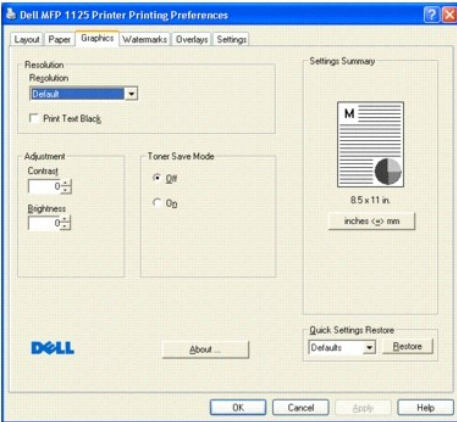 Dell MFP 1125 Printer Printing Preferences
Layout Paper Graphics Watermarks Overlays Settings
Resolution
Resolution
Default
Print Text Black
Adjustment
Contrast
0
Brightness
0
Toner Save Mode
Off
On
Settings Summary
M
8.5 x 11 in.
inches <=> mm
Quick Settings Restore
Defaults Restore
DELL
About ...
OK Cancel Apply Help